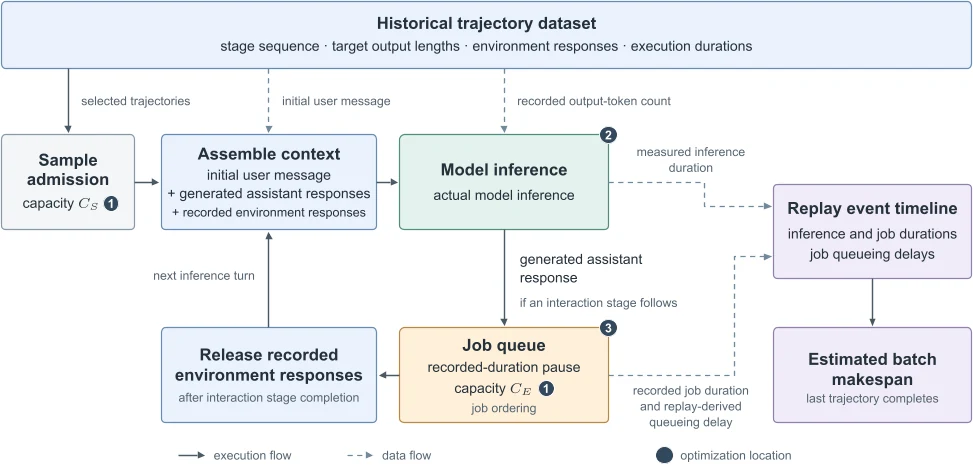 Historical trajectory dataset
stage sequence · target output lengths · environment responses · execution durations
selected trajectories
initial user message
recorded output-token count
Sample
admission
capacity C_S 1
Assemble context
initial user message
+ generated assistant responses
+ recorded environment responses
2
Model inference
actual model inference
measured inference
duration
Replay event timeline
inference and job durations
job queueing delays
next inference turn
generated assistant
response
if an interaction stage follows
Release recorded
environment responses
after interaction stage completion
3
Job queue
recorded-duration pause
capacity C_E 1
job ordering
recorded job duration
and replay-derived
queueing delay
Estimated batch
makespan
last trajectory completes
execution flow
data flow
optimization location